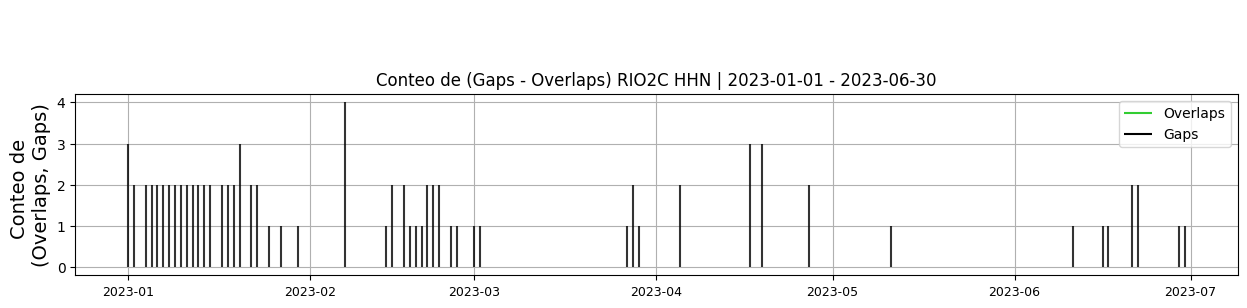 Conteo de (Gaps - Overlaps) RIO2C HHN | 2023-01-01 - 2023-06-30
Conteo de
(Overlaps, Gaps)
4
3
2
1
0
Overlaps
Gaps
2023-01
2023-02
2023-03
2023-04
2023-05
2023-06
2023-07